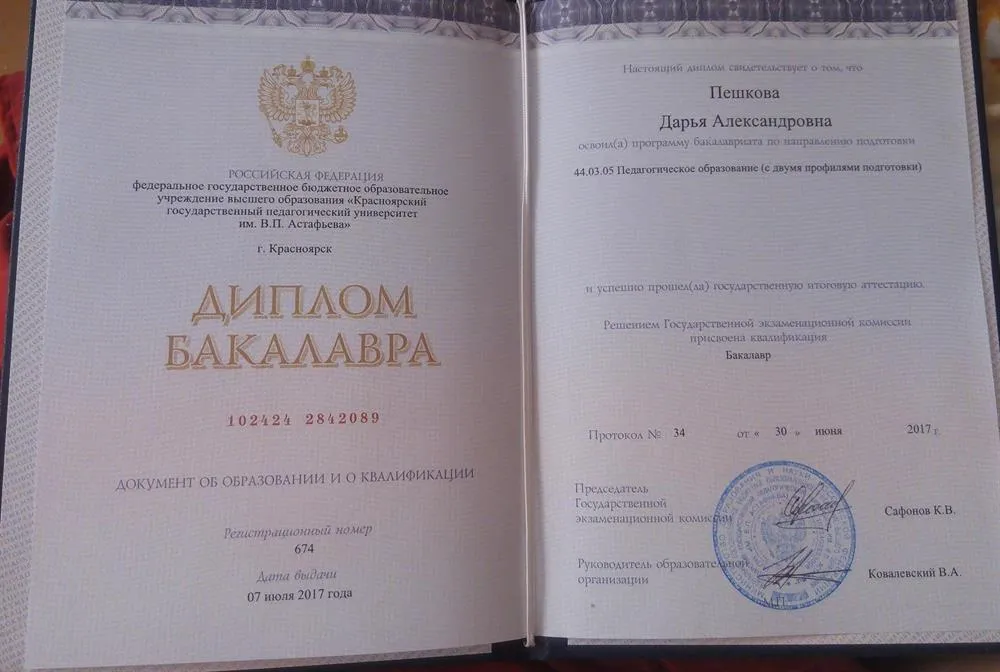 РОССИЙСКАЯ ФЕДЕРАЦИЯ
федеральное государственное бюджетное образовательное
учреждение высшего образования «Красноярский
государственный педагогический университет
им. В.П. Астафьева»
г. Красноярск
ДИПЛОМ
БАКАЛАВРА
102424 2842089
ДОКУМЕНТ ОБ ОБРАЗОВАНИИ И О КВАЛИФИКАЦИИ
Регистрационный номер
674
Дата выдачи
07 июля 2017 года
Настоящий диплом свидетельствует о том, что
Пешкова
Дарья Александровна
освоил(а) программу бакалавриата по направлению подготовки
44.03.05 Педагогическое образование (с двумя профилями подготовки)
и успешно прошел(ла) государственную итоговую аттестацию.
Решением Государственной экзаменационной комиссии
присвоена квалификация
Бакалавр
Протокол № 34 от « 30 » июня 2017 г.
Председатель
Государственной
экзаменационной комиссии
Сафонов К.В.
Руководитель образовательной
организации
Ковалевский В.А.
М.П.